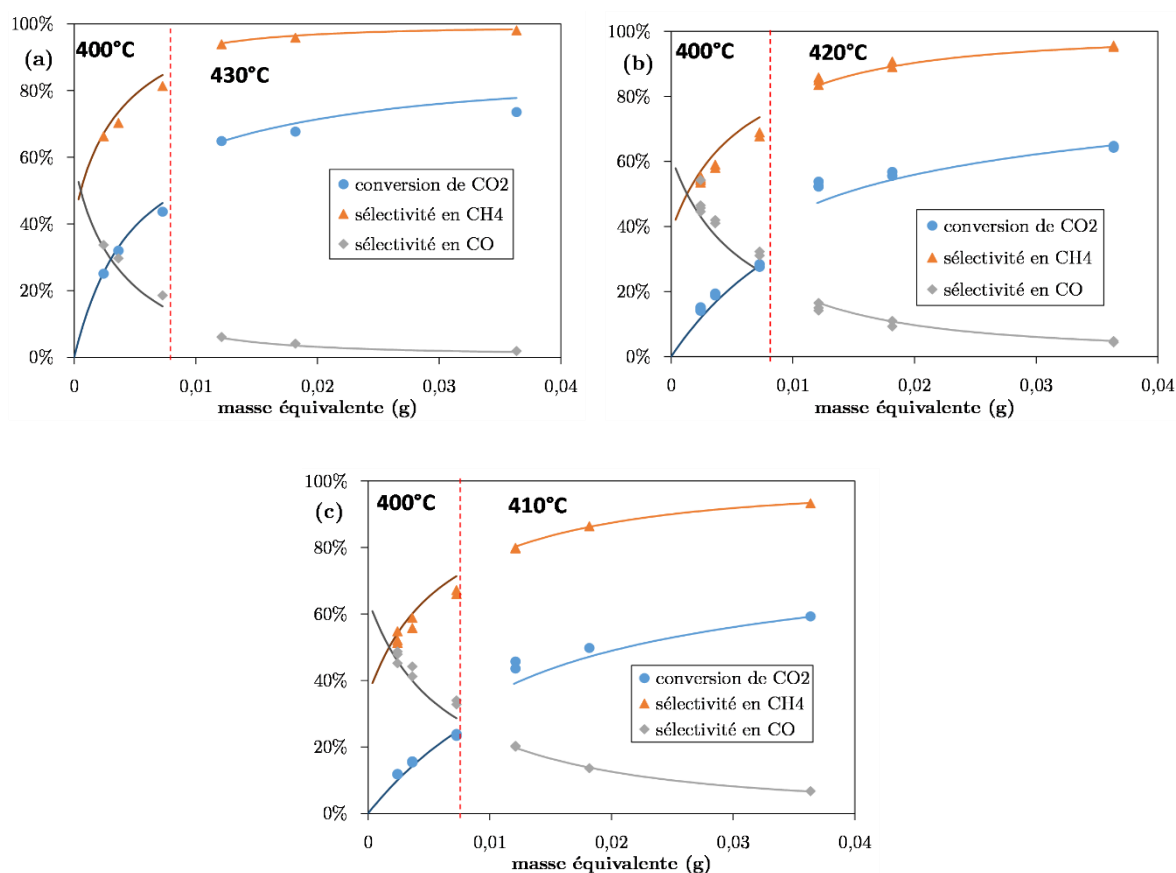 100%
80%
60%
40%
20%
0%
(a)
400°C
430°C
conversion de CO2
sélectivité en CH4
sélectivité en CO
0
0,01
0,02
0,03
0,04
masse équivalente (g)
100%
80%
60%
40%
20%
0%
(b)
400°C
420°C
conversion de CO2
sélectivité en CH4
sélectivité en CO
0
0,01
0,02
0,03
0,04
masse équivalente (g)
100%
80%
60%
40%
20%
0%
(c)
400°C
410°C
conversion de CO2
sélectivité en CH4
sélectivité en CO
0
0,01
0,02
0,03
0,04
masse équivalente (g)